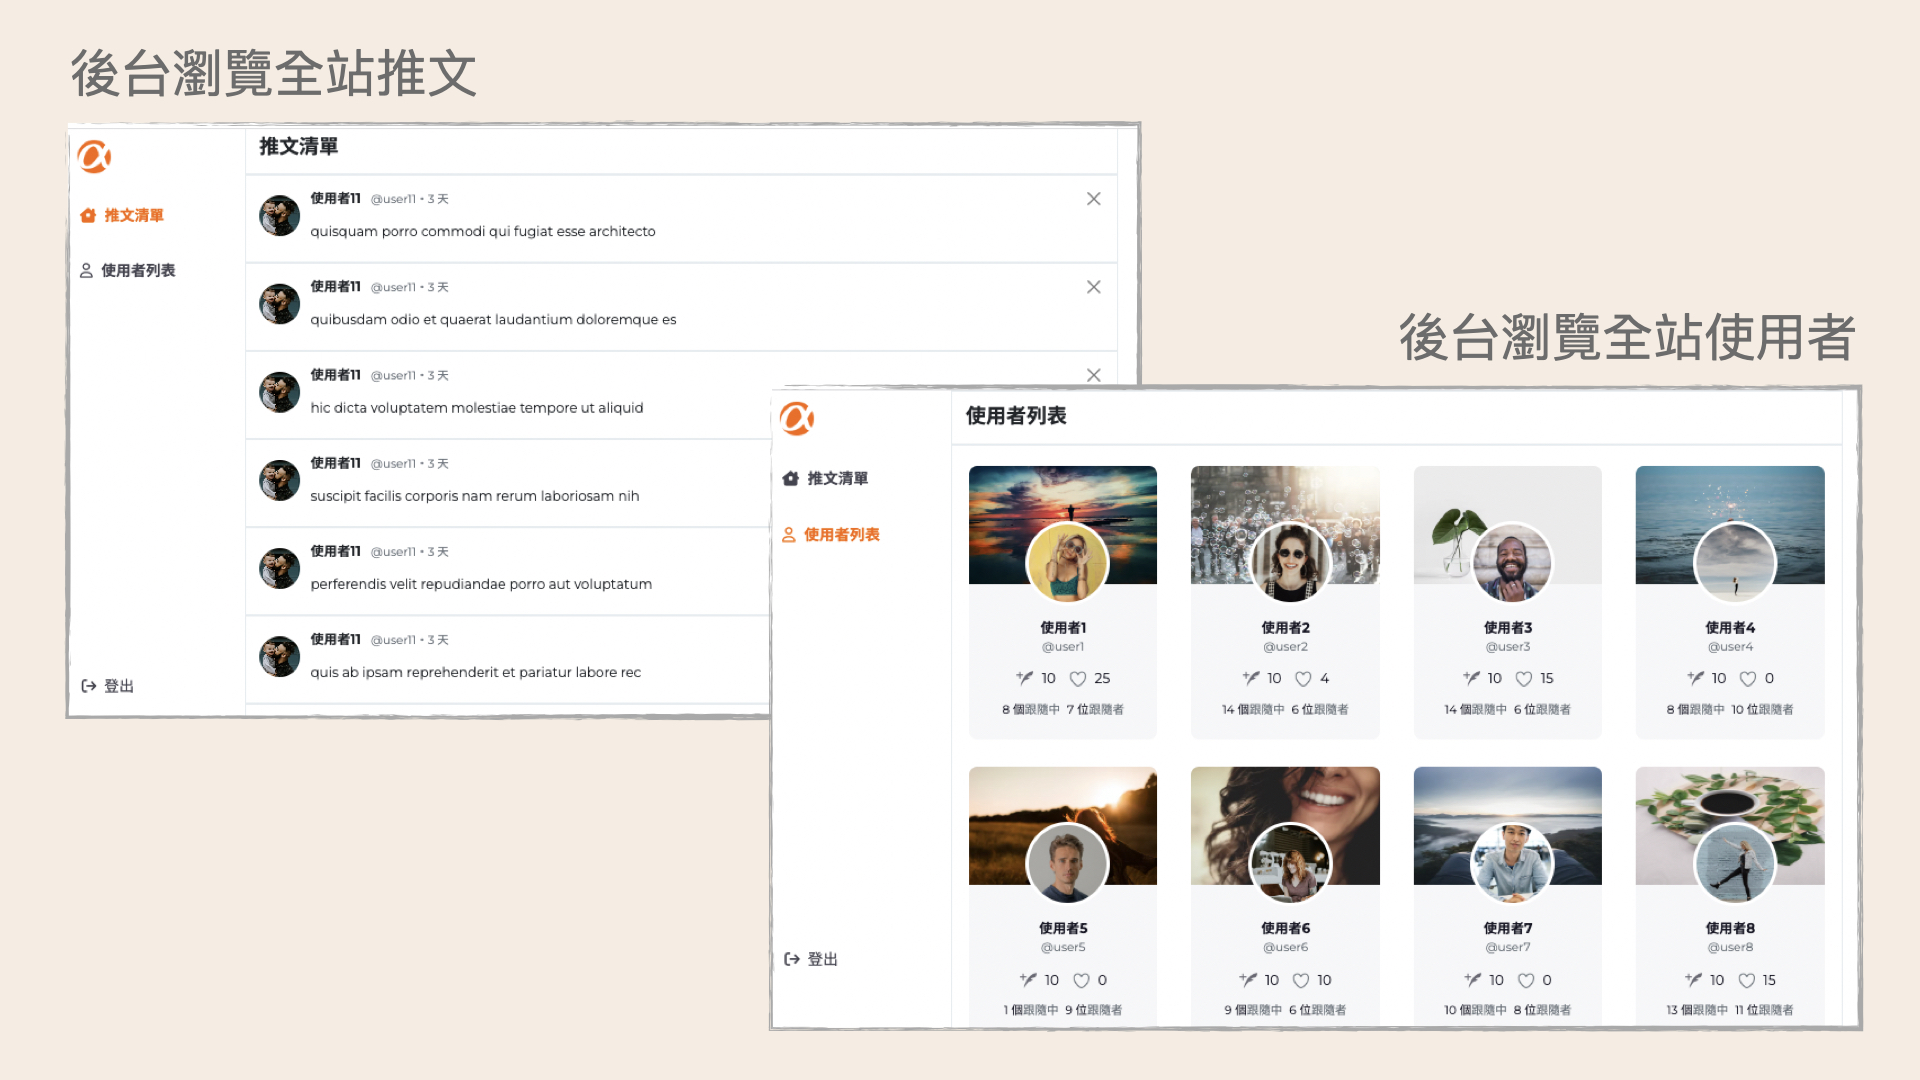 後台瀏覽全站推文
推文清單
推文清單
使用者列表
登出
使用者11 @user11・3 天
quisquam porro commodi qui fugiat esse architecto
使用者11 @user11・3 天
quibusdam odio et quaerat laudantium doloremque es
使用者11 @user11・3 天
hic dicta voluptatem molestiae tempore ut aliquid
使用者11 @user11・3 天
suscipit facilis corporis nam rerum laboriosam nih
使用者11 @user11・3 天
perferendis velit repudiandae porro aut voluptatum
使用者11 @user11・3 天
quis ab ipsam reprehenderit et pariatur labore rec
後台瀏覽全站使用者
使用者列表
推文清單
使用者列表
登出
使用者1
@user1
10 25
8 個跟隨中 7 位跟隨者
使用者2
@user2
10 4
14 個跟隨中 6 位跟隨者
使用者3
@user3
10 15
14 個跟隨中 6 位跟隨者
使用者4
@user4
10 0
8 個跟隨中 10 位跟隨者
使用者5
@user5
10 0
1 個跟隨中 9 位跟隨者
使用者6
@user6
10 10
9 個跟隨中 6 位跟隨者
使用者7
@user7
10 0
10 個跟隨中 8 位跟隨者
使用者8
@user8
10 15
13 個跟隨中 11 位跟隨者